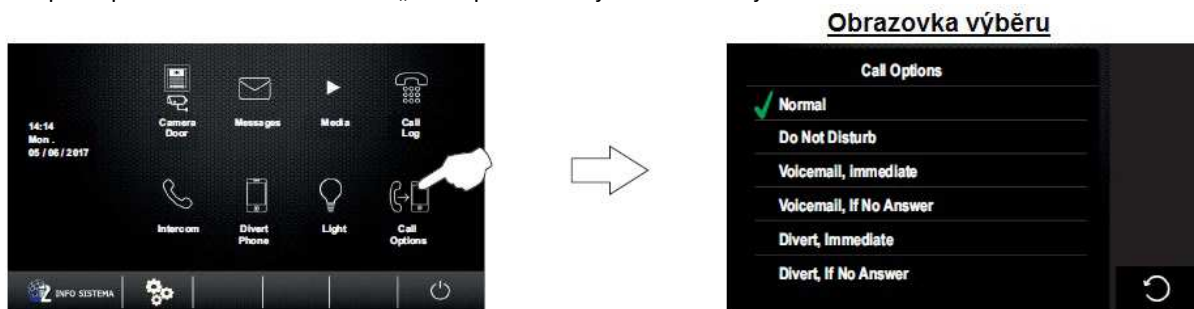 Obrazovka výběru
14:14
Mon .
05 / 06 / 2017
Camera
Door
Messages
Media
Call
Log
Intercom
Divert
Phone
Light
Call
Options
2 INFO SISTEMA
Call Options
Normal
Do Not Disturb
Voicemail, immediate
Voicemail, If No Answer
Divert, Immediate
Divert, If No Answer